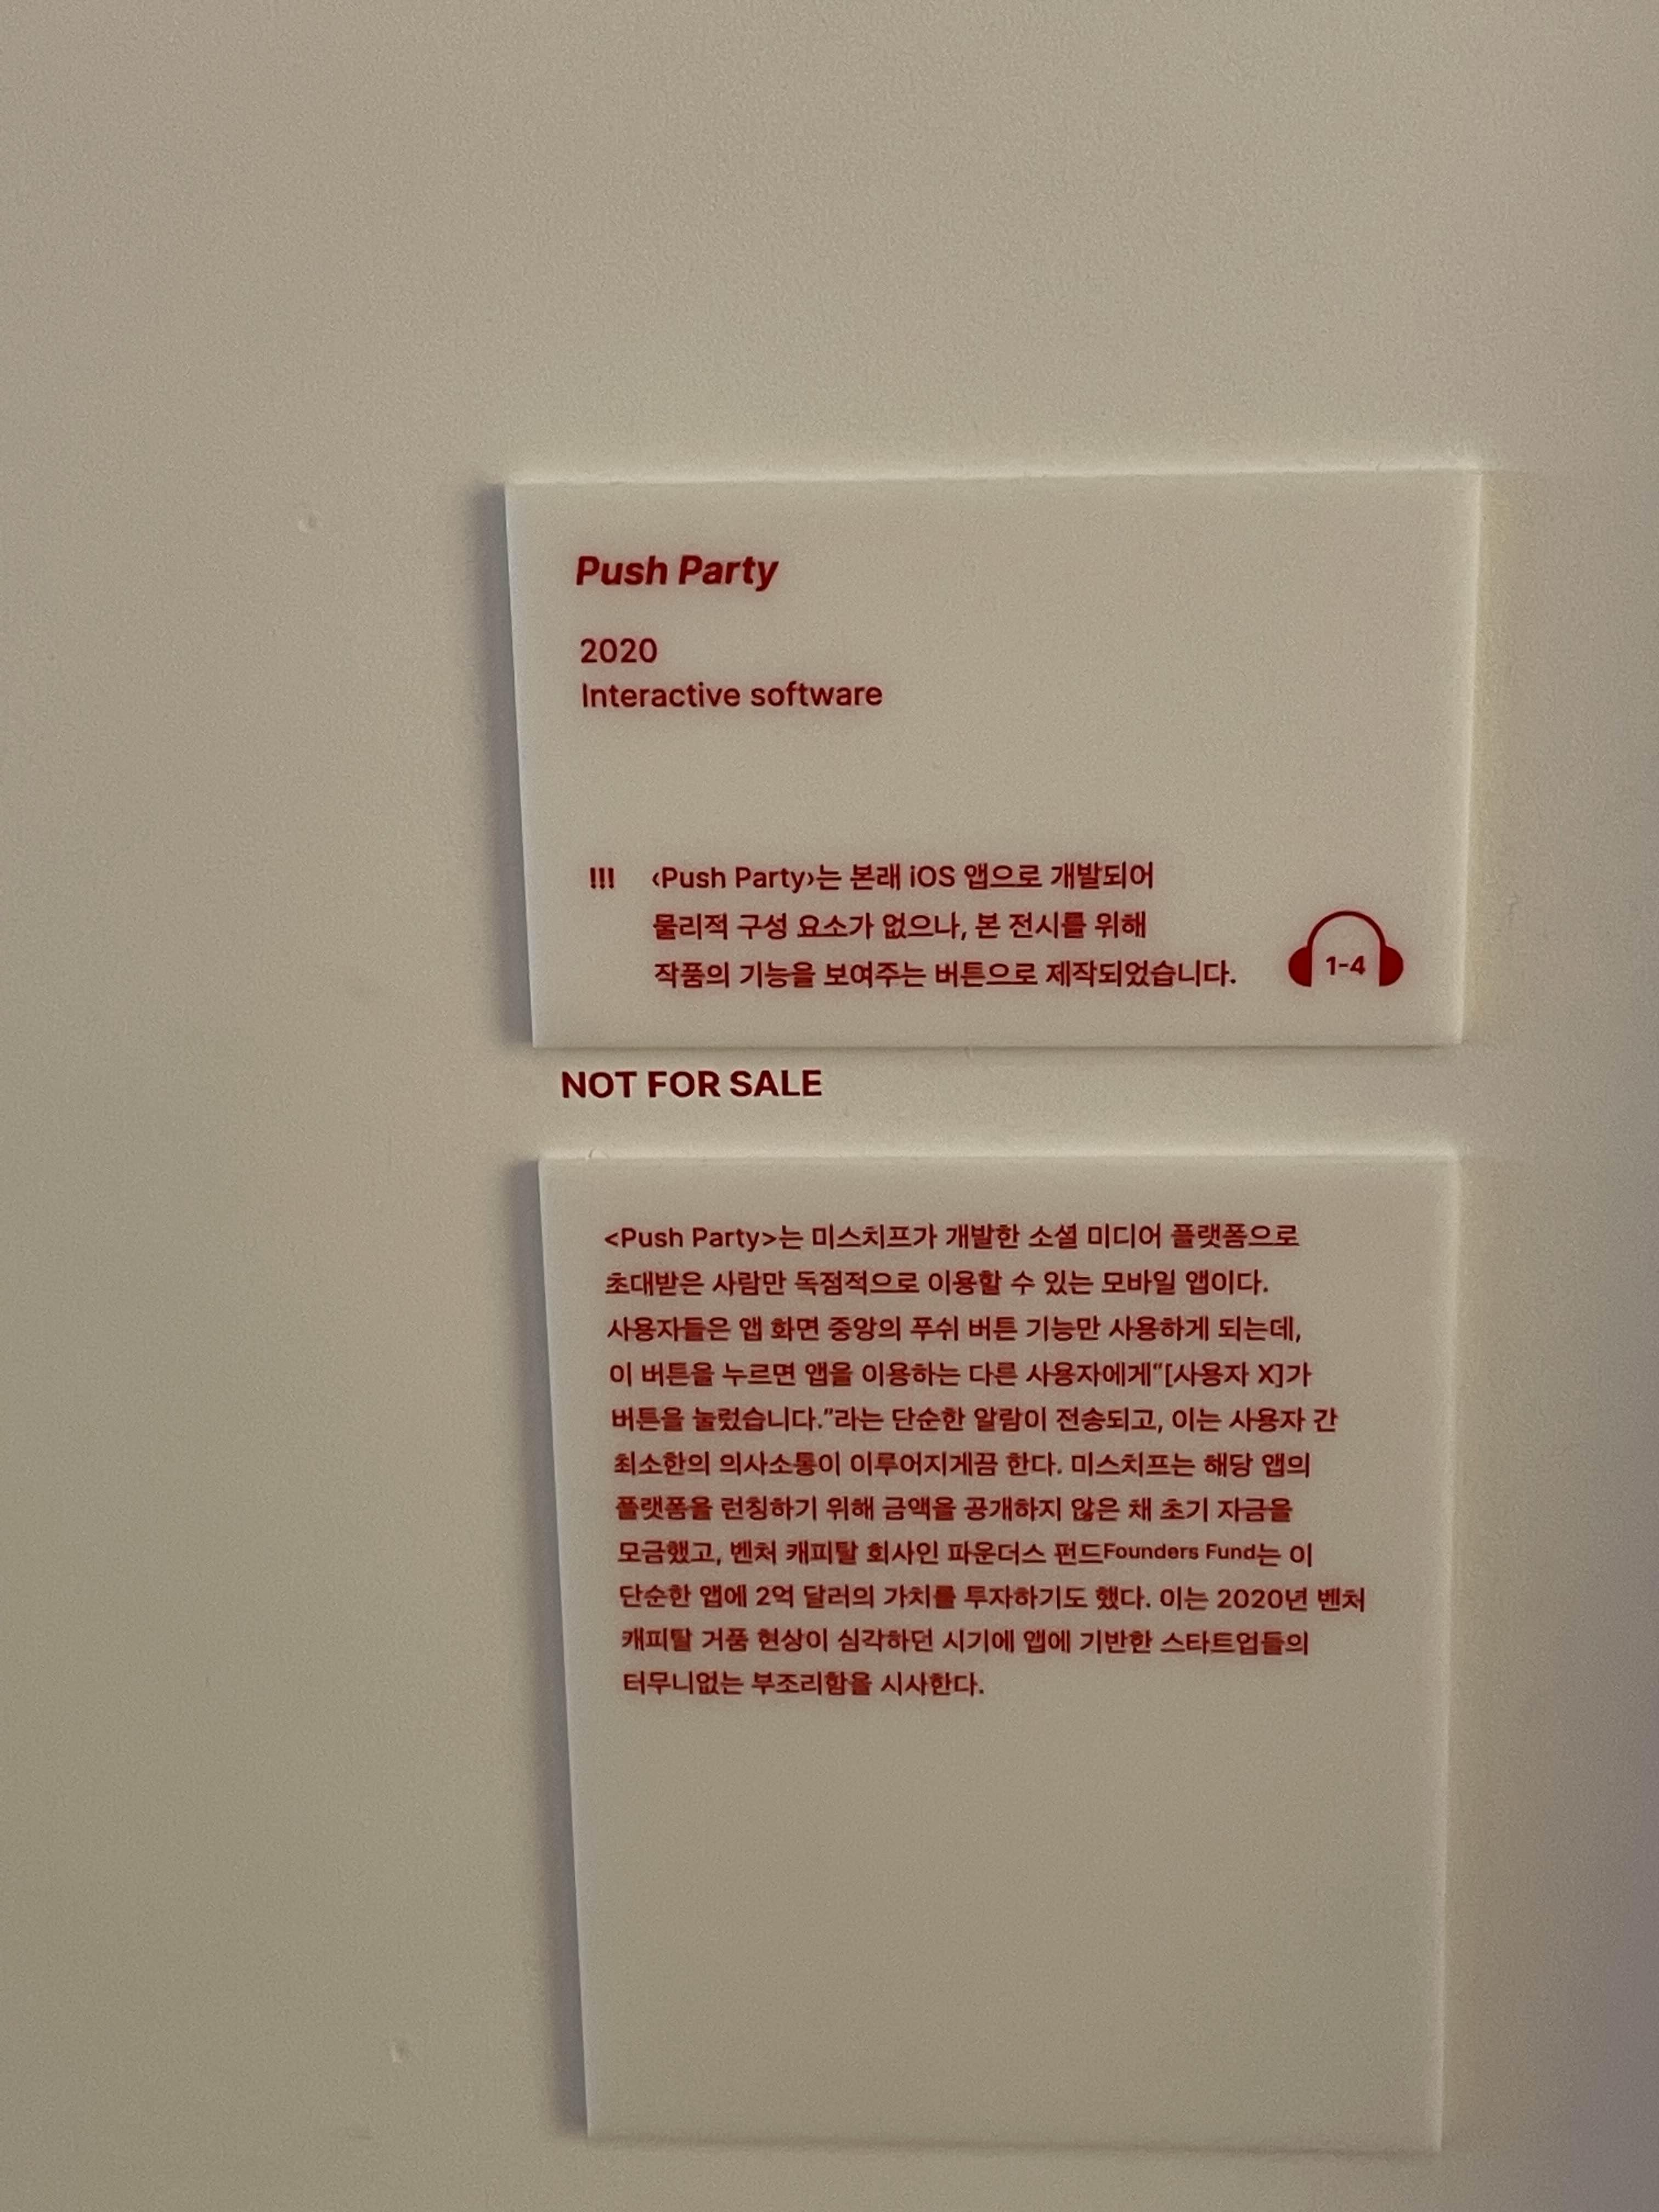 Push Party
2020
Interactive software
!!! ‹Push Party›는 본래 iOS 앱으로 개발되어
물리적 구성 요소가 없으나, 본 전시를 위해
작품의 기능을 보여주는 버튼으로 제작되었습니다.
1-4
NOT FOR SALE
<Push Party>는 미스치프가 개발한 소셜 미디어 플랫폼으로
초대받은 사람만 독점적으로 이용할 수 있는 모바일 앱이다.
사용자들은 앱 화면 중앙의 푸쉬 버튼 기능만 사용하게 되는데,
이 버튼을 누르면 앱을 이용하는 다른 사용자에게“[사용자 X]가
버튼을 눌렀습니다.”라는 단순한 알람이 전송되고, 이는 사용자 간
최소한의 의사소통이 이루어지게끔 한다. 미스치프는 해당 앱의
플랫폼을 런칭하기 위해 금액을 공개하지 않은 채 초기 자금을
모금했고, 벤처 캐피탈 회사인 파운더스 펀드Founders Fund는 이
단순한 앱에 2억 달러의 가치를 투자하기도 했다. 이는 2020년 벤처
캐피탈 거품 현상이 심각하던 시기에 앱에 기반한 스타트업들의
터무니없는 부조리함을 시사한다.